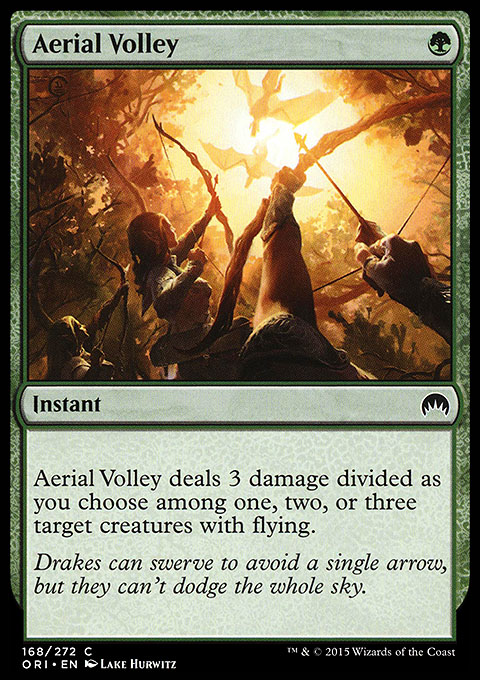 Aerial Volley
Instant
Aerial Volley deals 3 damage divided as
you choose among one, two, or three
target creatures with flying.
Drakes can swerve to avoid a single arrow,
but they can't dodge the whole sky.
168/272 C
ORI • EN Lake Hurwitz
™ & © 2015 Wizards of the Coast